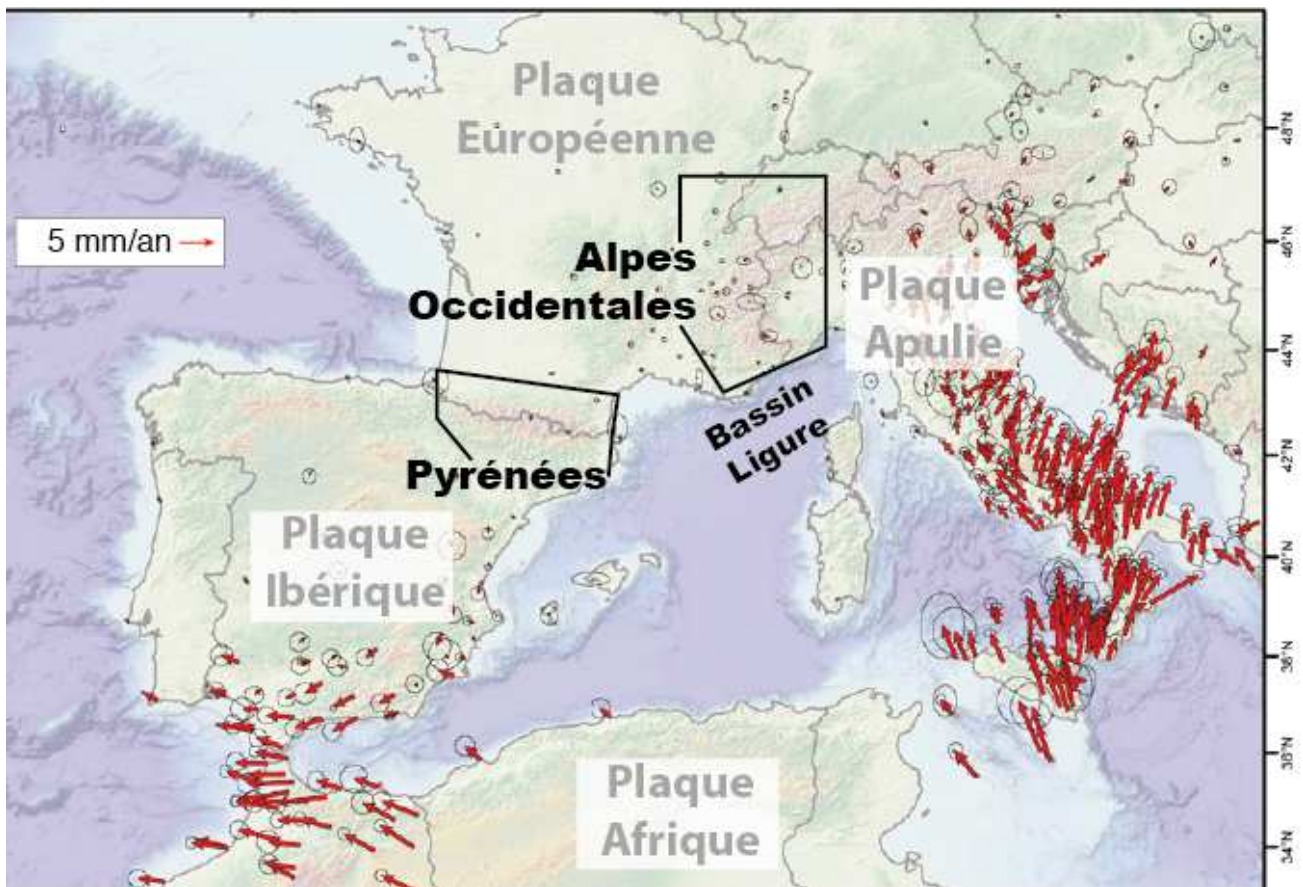 Plaque
Européenne
5 mm/an
Alpes
Occidentales
Plaque
Apulie
Bassin
Ligure
Pyrénées
Plaque
Ibérique
Plaque
Afrique
48°N
46°N
44°N
42°N
40°N
38°N
36°N
34°N